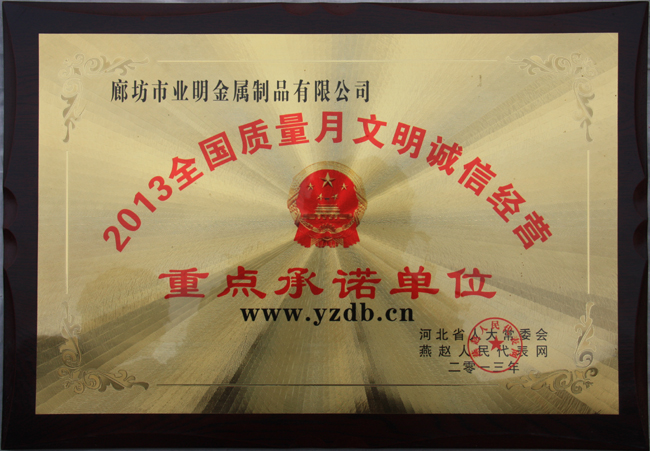 廊坊市业明金属制品有限公司
2013全国质量月文明诚信经营
重点承诺单位
www.yzdb.cn
河北省人大常委会
燕赵人民代表网
二零一三年